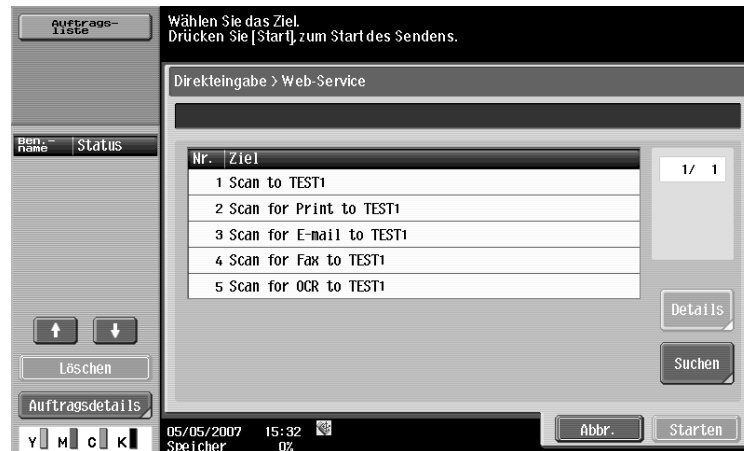 Auftrags-
liste
Wählen Sie das Ziel.
Drücken Sie [Start], zum Start des Sendens.
Direkteingabe > Web-Service
Ben.-
name
Status
Nr. Ziel
1 Scan to TEST1
2 Scan for Print to TEST1
3 Scan for E-mail to TEST1
4 Scan for Fax to TEST1
5 Scan for OCR to TEST1
1/ 1
Details
Suchen
Löschen
Auftragsdetails
Abbr.
Starten
Y M C K
05/05/2007 15:32
Speicher 0%